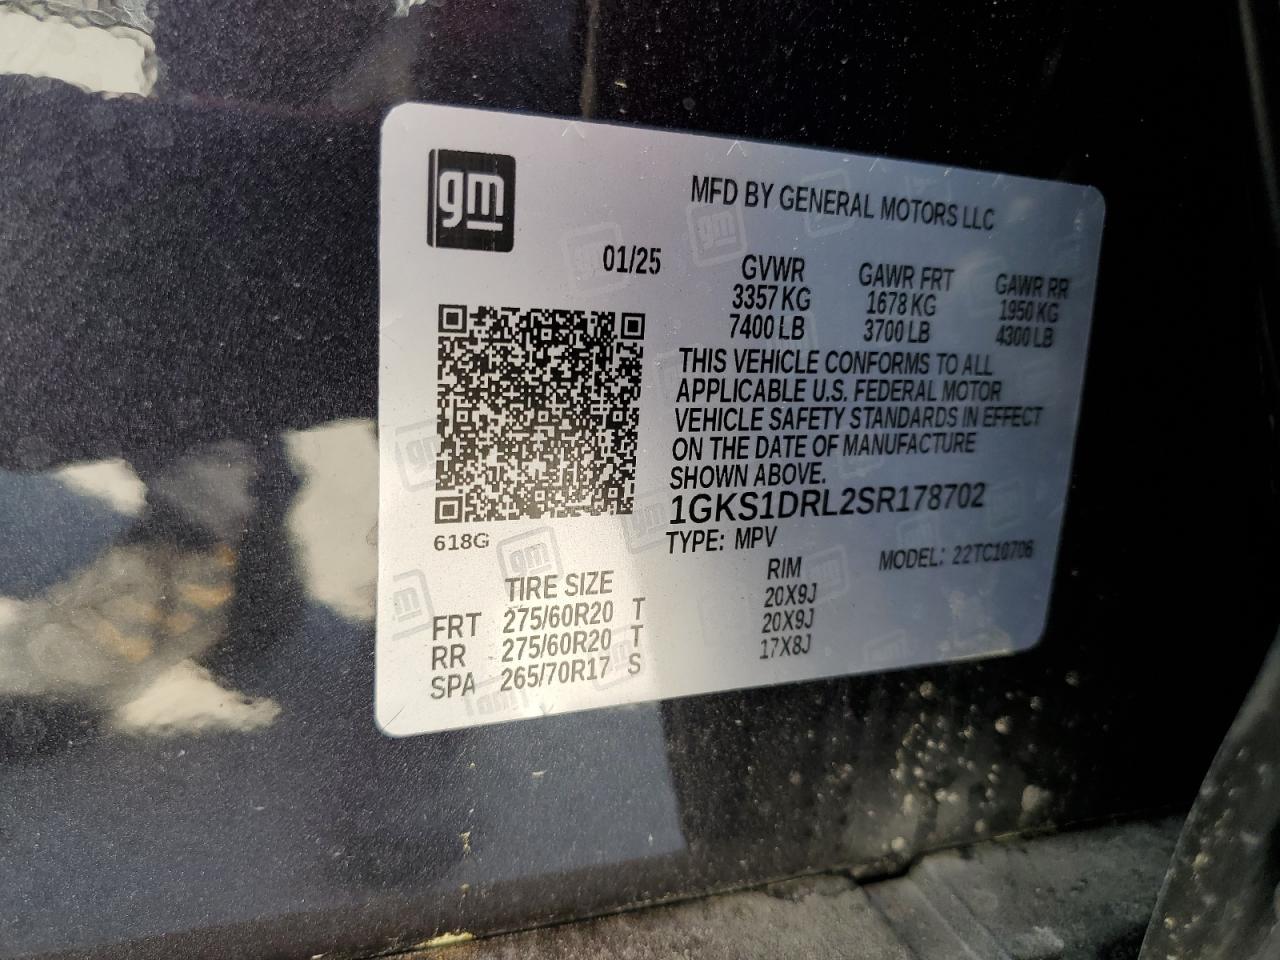 gm
MFD BY GENERAL MOTORS LLC
01/25 GVWR GAWR FRT GAWR RR
3357 KG 1678 KG 1950 KG
7400 LB 3700 LB 4300 LB
THIS VEHICLE CONFORMS TO ALL
APPLICABLE U.S. FEDERAL MOTOR
VEHICLE SAFETY STANDARDS IN EFFECT
ON THE DATE OF MANUFACTURE
SHOWN ABOVE.
1GKS1DRL2SR178702
618G
TYPE: MPV MODEL: 22TC10706
TIRE SIZE RIM
FRT 275/60R20 T 20X9J
RR 275/60R20 T 20X9J
SPA 265/70R17 S 17X8J